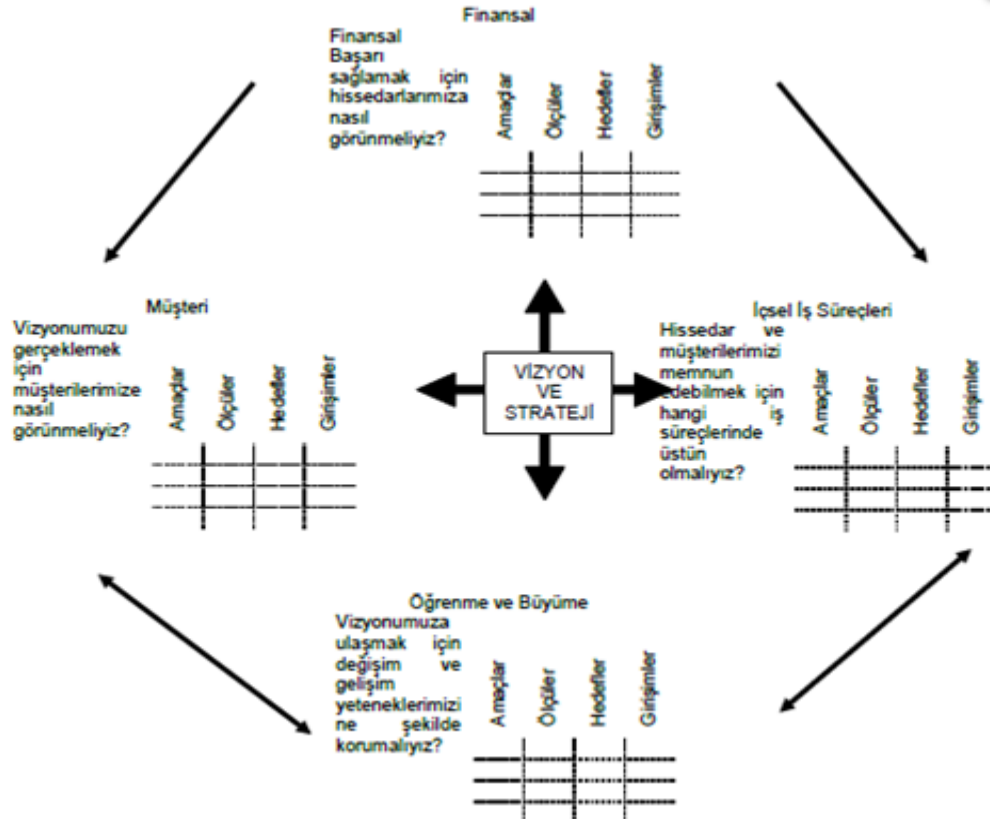 Finansal
Finansal
Başarı
sağlamak için
hissedarlarımıza
nasıl
görünmeliyiz?
Amaçlar
Ölçüler
Hedefler
Girişimler
Müşteri
Vizyonumuzu
gerçeklemek
için
müşterilerimize
nasıl
görünmeliyiz?
Amaçlar
Ölçüler
Hedefler
Girişimler
VİZYON
VE
STRATEJİ
İçsel İş Süreçleri
Hissedar ve
müşterilerimizi
memnun
edebilmek için
hangi iş
süreçlerinde
üstün
olmalıyız?
Amaçlar
Ölçüler
Hedefler
Girişimler
Öğrenme ve Büyüme
Vizyonumuza
ulaşmak için
değişim ve
gelişim
yeteneklerimizi
ne şekilde
korumalıyız?
Amaçlar
Ölçüler
Hedefler
Girişimler